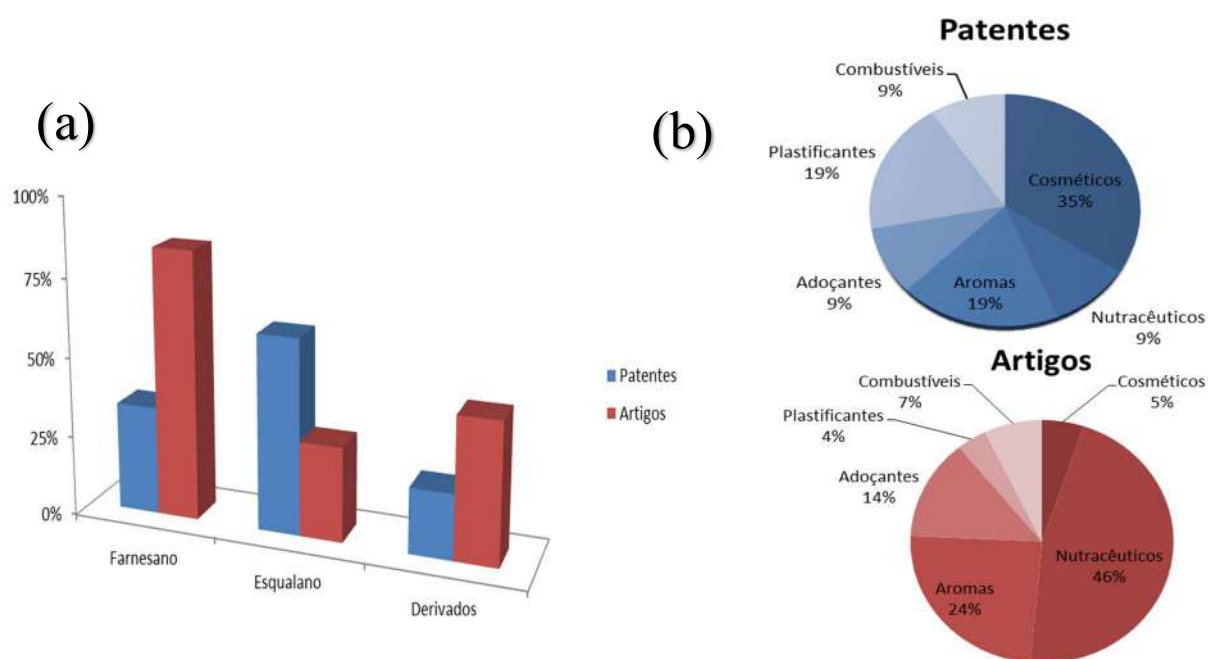 (a)
100%
75%
50%
25%
0%
Farnesano
Esqualano
Derivados
Patentes
Artigos
(b)
Patentes
Combustíveis
9%
Plastificantes
19%
Cosméticos
35%
Adoçantes
9%
Aromas
19%
Nutracêuticos
9%
Artigos
Combustíveis
7%
Cosméticos
5%
Plastificantes
4%
Adoçantes
14%
Nutracêuticos
46%
Aromas
24%